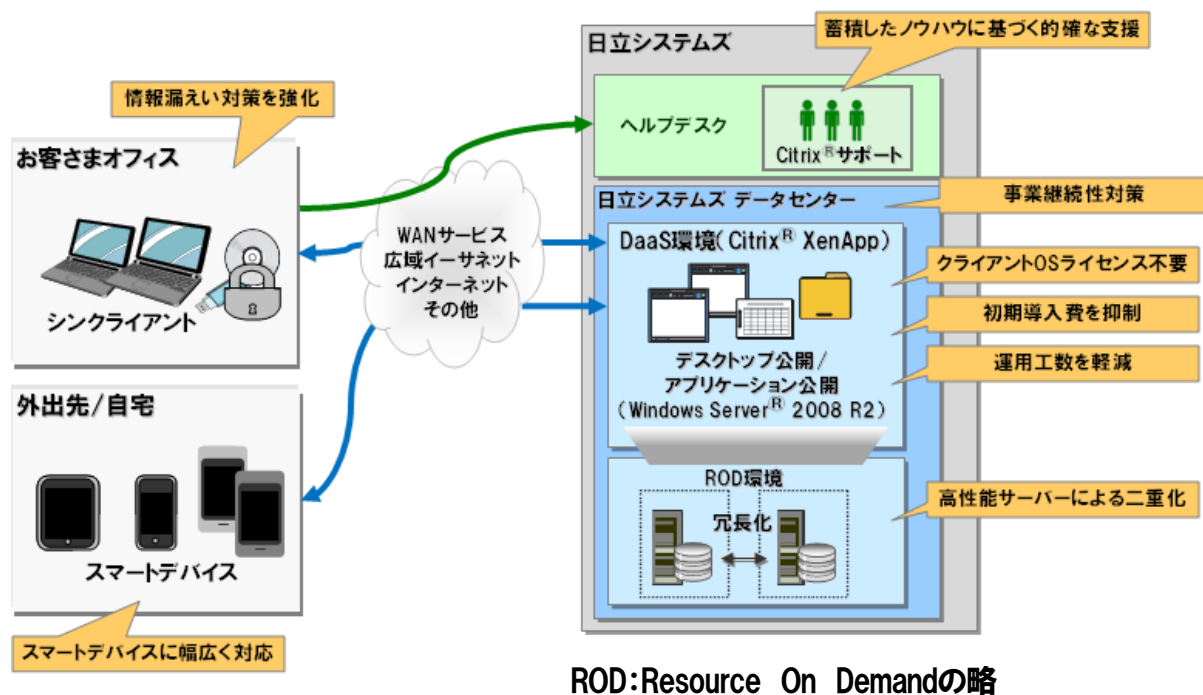 蓄積したノウハウに基づく的確な支援
日立システムズ
情報漏えい対策を強化
ヘルプデスク
Citrix®サポート
お客さまオフィス
シンクライアント
WANサービス
広域イーサネット
インターネット
その他
日立システムズ データセンター
事業継続性対策
DaaS環境(Citrix® XenApp)
クライアントOSライセンス不要
初期導入費を抑制
運用工数を軽減
デスクトップ公開/
アプリケーション公開
(Windows Server® 2008 R2)
外出先/自宅
スマートデバイス
スマートデバイスに幅広く対応
ROD環境
冗長化
高性能サーバーによる二重化
ROD:Resource On Demandの略